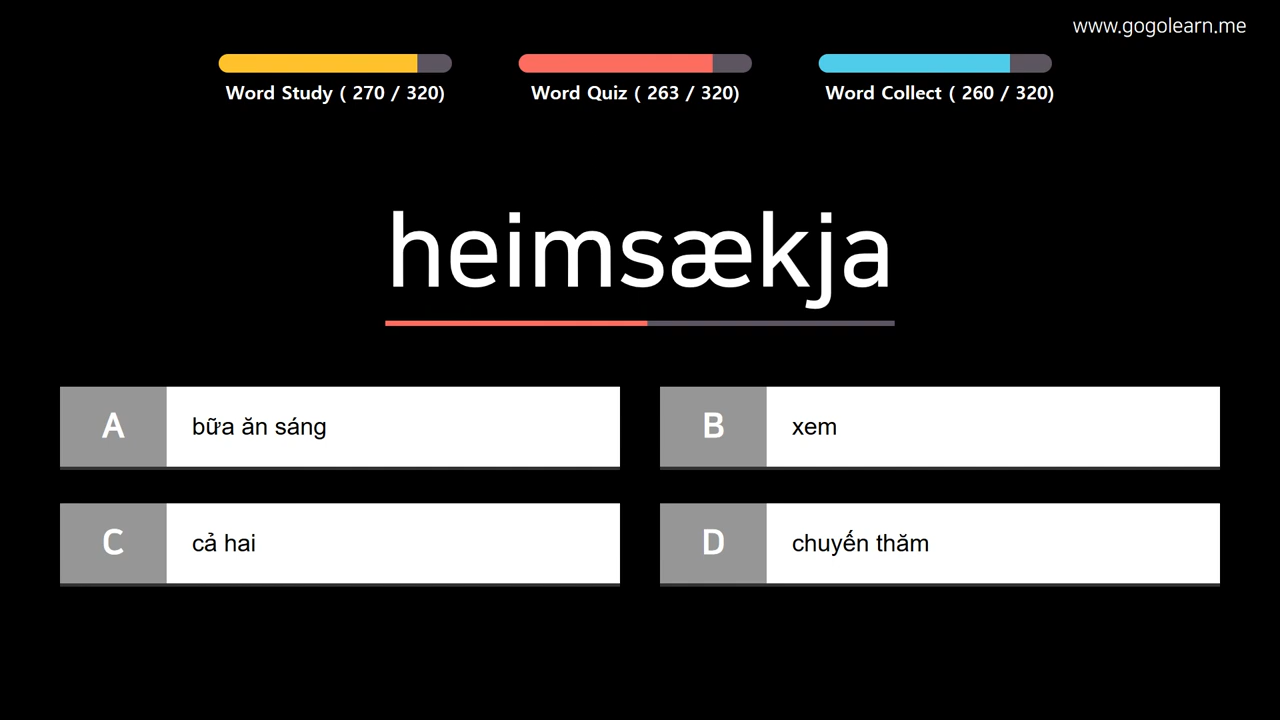 www.gogolearn.me
Word Study ( 270 / 320)
Word Quiz ( 263 / 320)
Word Collect ( 260 / 320)
heimsækja
A
bữa ăn sáng
B
xem
C
cả hai
D
chuyến thăm